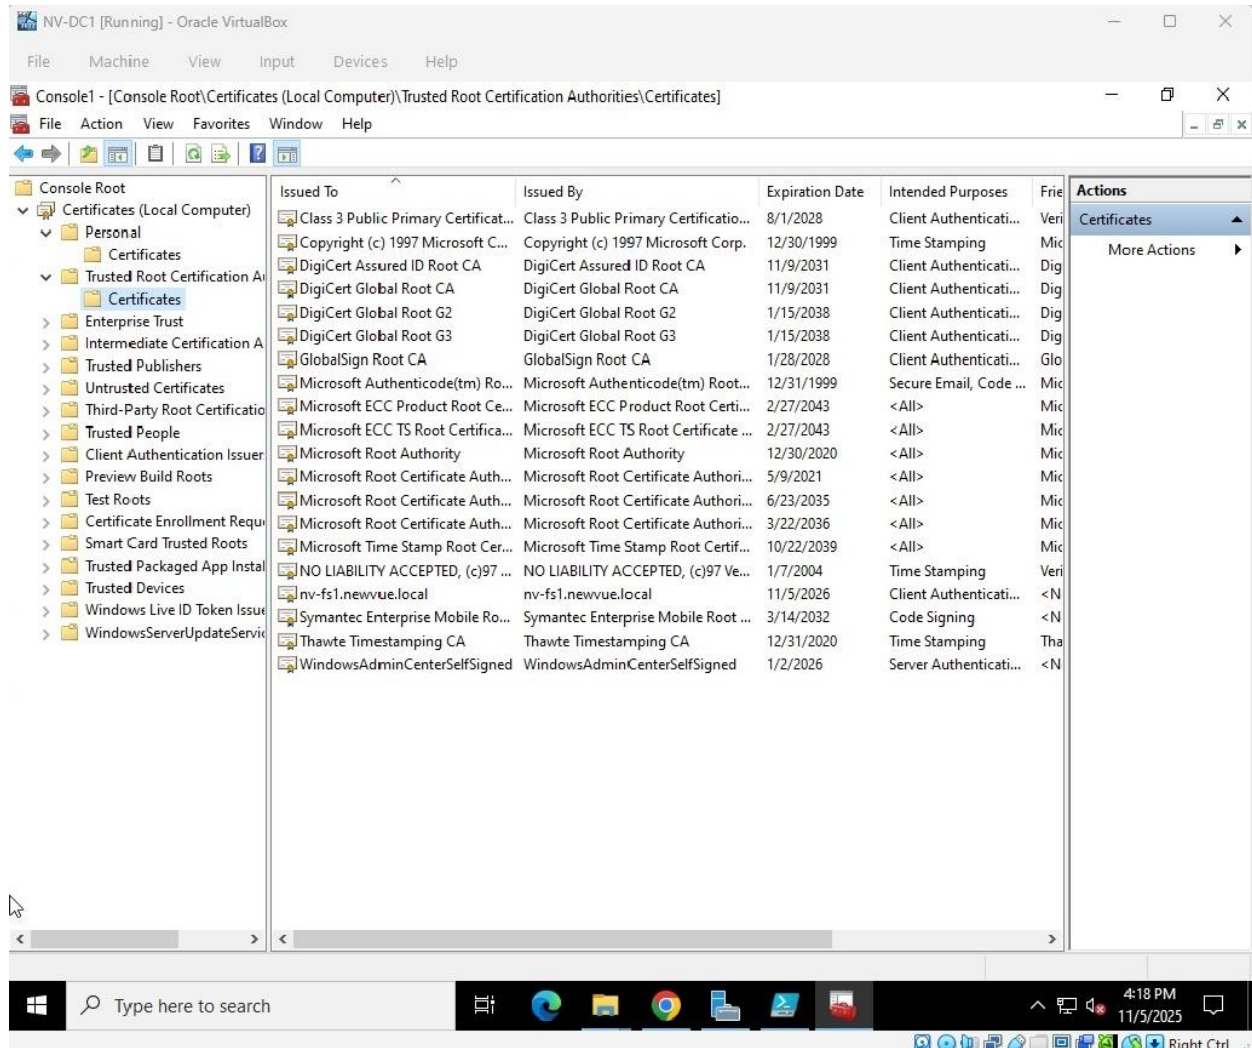 NV-DC1 [Running] - Oracle VirtualBox
File Machine View Input Devices Help
Console1 - [Console Root\Certificates (Local Computer)\Trusted Root Certification Authorities\Certificates]
File Action View Favorites Window Help
Console Root
Certificates (Local Computer)
Personal
Certificates
Trusted Root Certification A
Certificates
Enterprise Trust
Intermediate Certification A
Trusted Publishers
Untrusted Certificates
Third-Party Root Certificatio
Trusted People
Client Authentication Issuer
Preview Build Roots
Test Roots
Certificate Enrollment Requ
Smart Card Trusted Roots
Trusted Packaged App Instal
Trusted Devices
Windows Live ID Token Issue
WindowsServerUpdateServic
Issued To Issued By Expiration Date Intended Purposes Frie
Class 3 Public Primary Certificat... Class 3 Public Primary Certificatio... 8/1/2028 Client Authenticati... Veri
Copyright (c) 1997 Microsoft C... Copyright (c) 1997 Microsoft Corp. 12/30/1999 Time Stamping Mic
DigiCert Assured ID Root CA DigiCert Assured ID Root CA 11/9/2031 Client Authenticati... Dig
DigiCert Global Root CA DigiCert Global Root CA 11/9/2031 Client Authenticati... Dig
DigiCert Global Root G2 DigiCert Global Root G2 1/15/2038 Client Authenticati... Dig
DigiCert Global Root G3 DigiCert Global Root G3 1/15/2038 Client Authenticati... Dig
GlobalSign Root CA GlobalSign Root CA 1/28/2028 Client Authenticati... Glo
Microsoft Authenticode(tm) Ro... Microsoft Authenticode(tm) Root... 12/31/1999 Secure Email, Code ... Mic
Microsoft ECC Product Root Ce... Microsoft ECC Product Root Certi... 2/27/2043 <All> Mic
Microsoft ECC TS Root Certifica... Microsoft ECC TS Root Certificate ... 2/27/2043 <All> Mic
Microsoft Root Authority Microsoft Root Authority 12/30/2020 <All> Mic
Microsoft Root Certificate Auth... Microsoft Root Certificate Authori... 5/9/2021 <All> Mic
Microsoft Root Certificate Auth... Microsoft Root Certificate Authori... 6/23/2035 <All> Mic
Microsoft Root Certificate Auth... Microsoft Root Certificate Authori... 3/22/2036 <All> Mic
Microsoft Time Stamp Root Cer... Microsoft Time Stamp Root Certif... 10/22/2039 <All> Mic
NO LIABILITY ACCEPTED, (c)97 ... NO LIABILITY ACCEPTED, (c)97 Ve... 1/7/2004 Time Stamping Veri
nv-fs1.newvue.local nv-fs1.newvue.local 11/5/2026 Client Authenticati... <N
Symantec Enterprise Mobile Ro... Symantec Enterprise Mobile Root ... 3/14/2032 Code Signing <N
Thawte Timestamping CA Thawte Timestamping CA 12/31/2020 Time Stamping Tha
WindowsAdminCenterSelfSigned WindowsAdminCenterSelfSigned 1/2/2026 Server Authenticati... <N
Actions
Certificates
More Actions
Type here to search
4:18 PM
11/5/2025
Right Ctrl